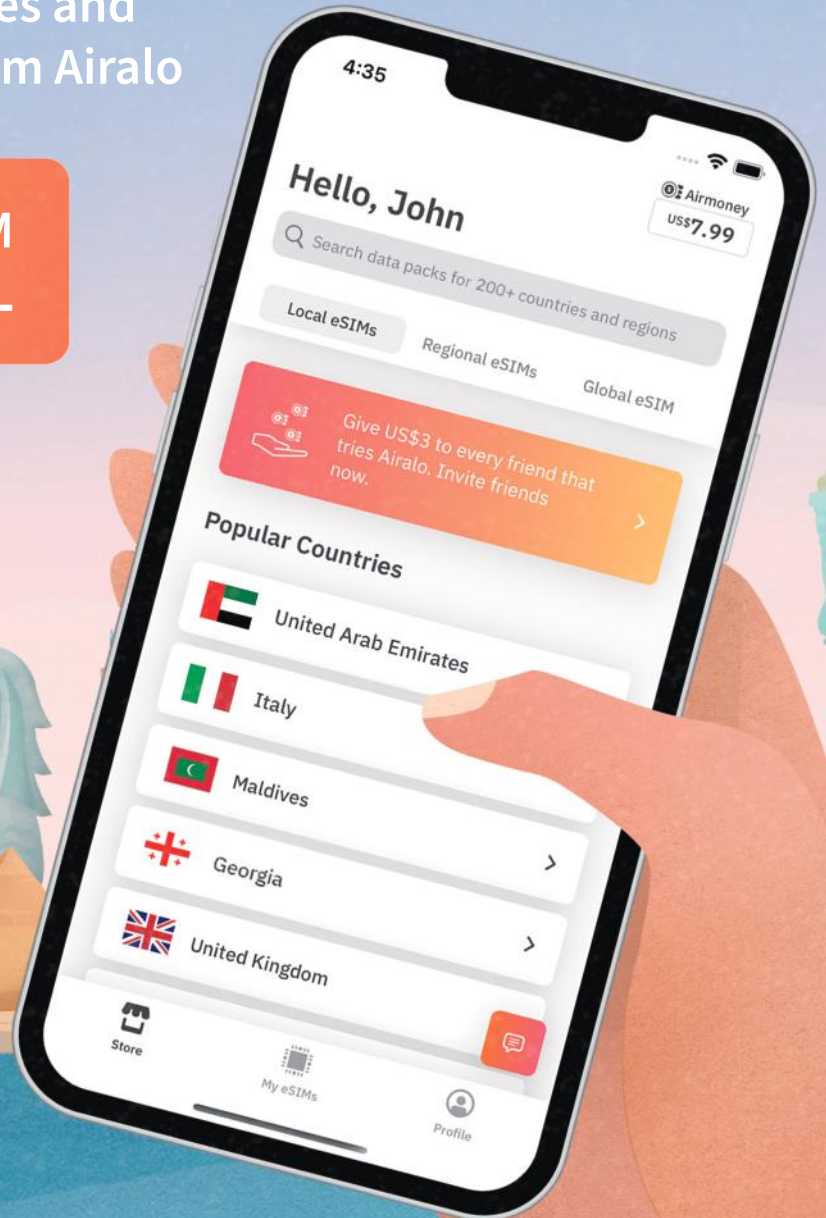 es and
m Airalo
M
4:35
Hello, John
Airmoney
US$7.99
Search data packs for 200+ countries and regions
Local eSIMs
Regional eSIMs
Global eSIM
Give US$3 to every friend that
tries Airalo. Invite friends
now.
Popular Countries
United Arab Emirates
Italy
Maldives
Georgia
United Kingdom
Store
My eSIMs
Profile